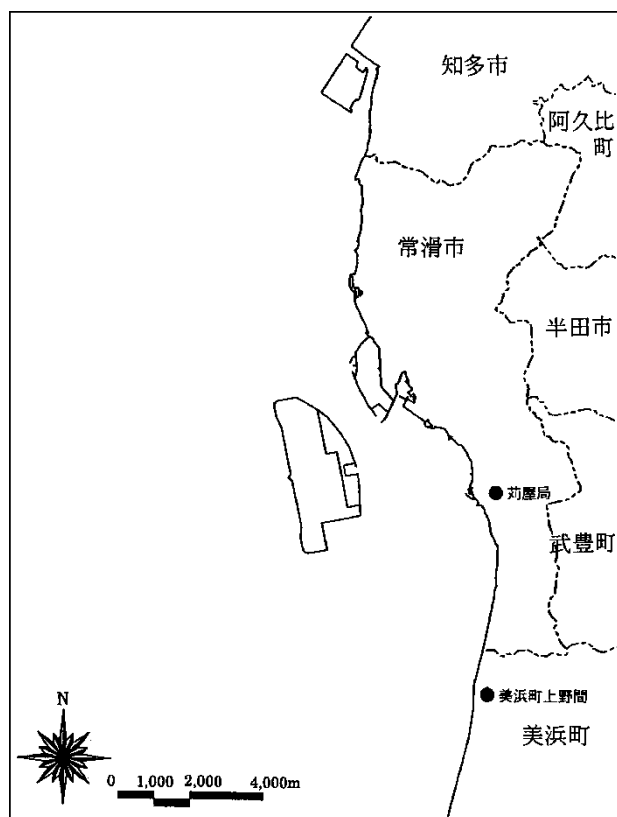 知多市
阿久比
町
常滑市
半田市
苅屋局
武豊町
美浜町上野間
美浜町
N
0 1,000 2,000 4,000m